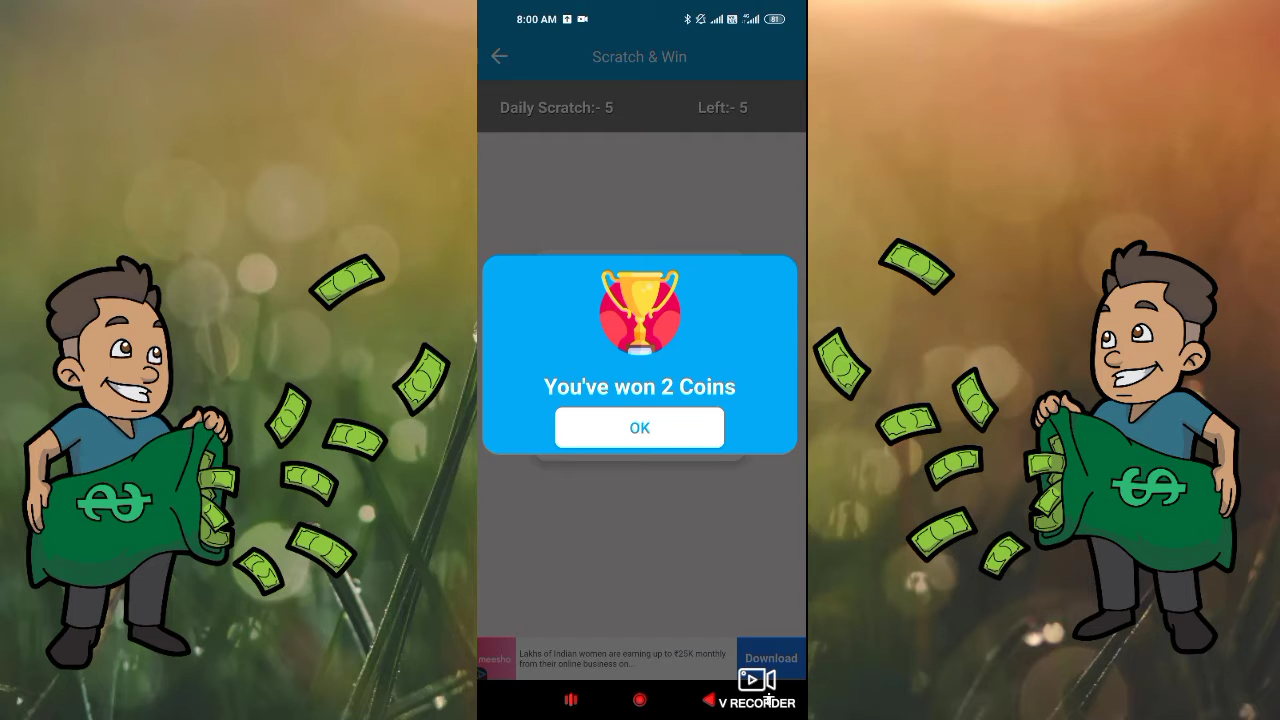 8:00 AM
81
Scratch & Win
Daily Scratch:- 5 Left:- 5
You've won 2 Coins
OK
meesho
Lakhs of Indian women are earning up to ₹25K monthly
from their online business on...
Download
V RECORDER